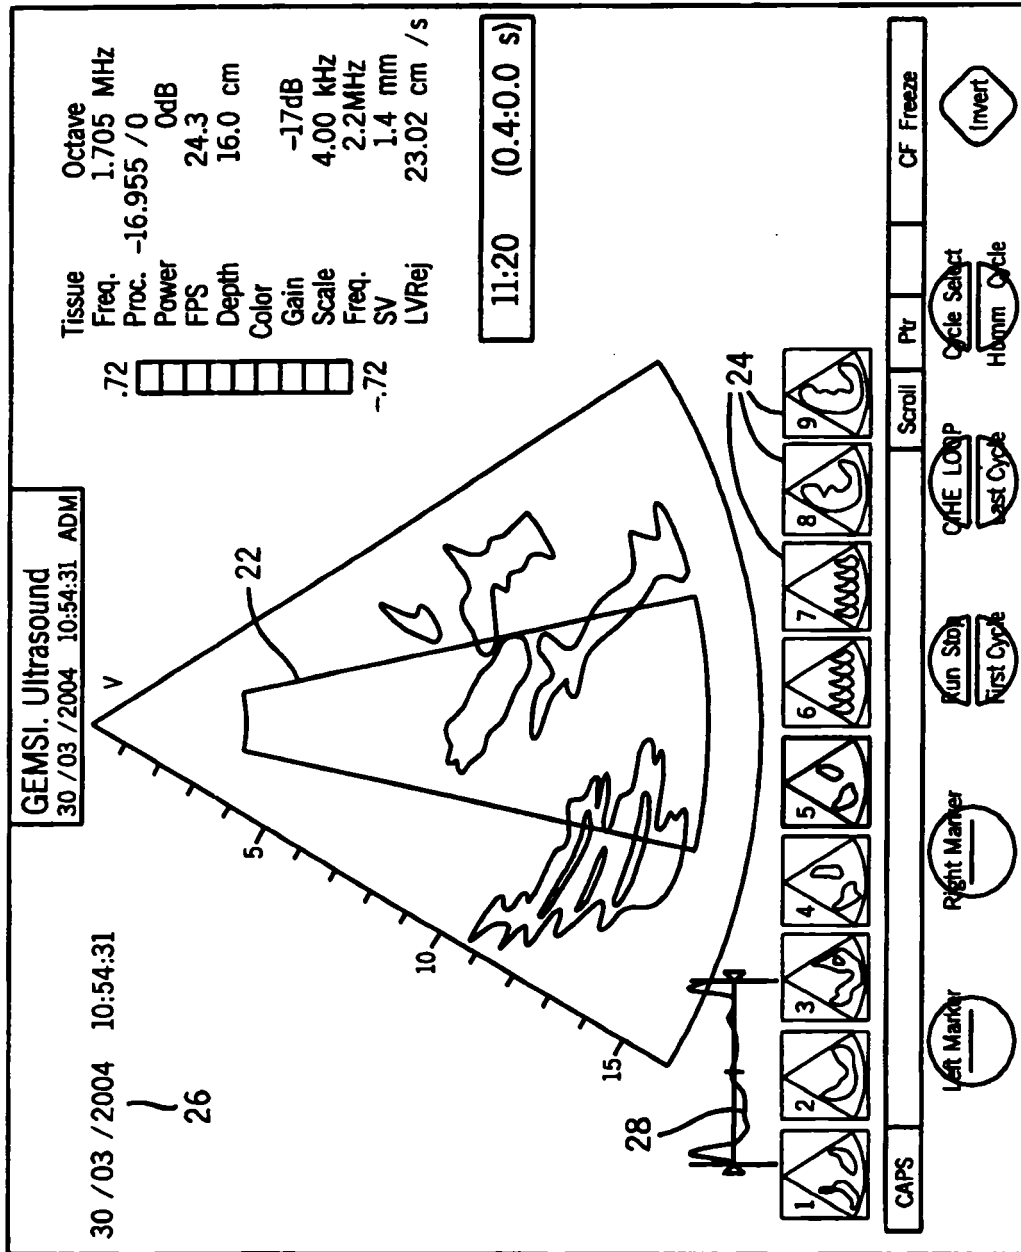 30 / 03 / 2004 10:54:31
26
GEMSI. Ultrasound
30 / 03 / 2004 10:54:31 ADM
V
5
10
15
22
.72
-.72
Tissue Octave
Freq. 1.705 MHz
Proc. -16.955 / 0
Power 0dB
FPS 24.3
Depth 16.0 cm
Color
Gain -17dB
Scale 4.00 kHz
Freq. 2.2MHz
SV 1.4 mm
LVRej 23.02 cm /s
11:20 (0.4:0.0 s)
28
24
1 2 3 4 5 6 7 8 9
CAPS Scroll Ptr CF Freeze
Left Marker
Right Marker
Run Stop
First Cycle
C/HE LOOP
Last Cycle
Cycle Select
Homm Cycle
Invert